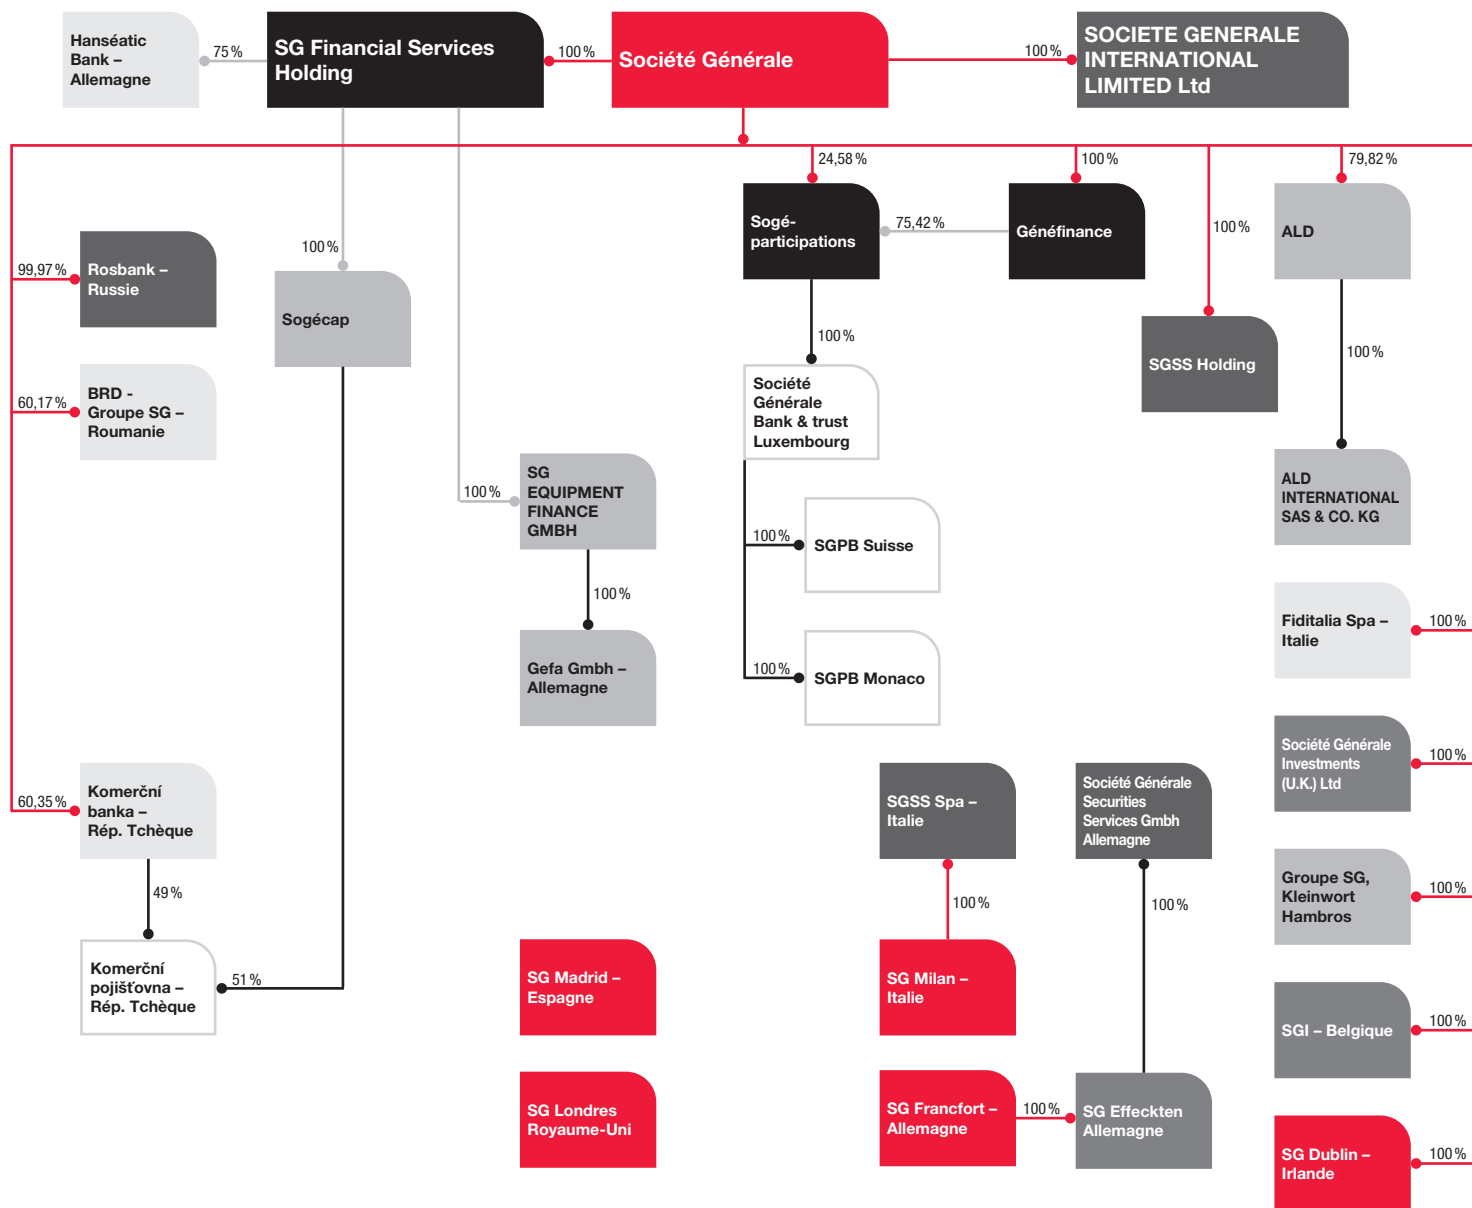 Hanséatic
Bank –
Allemagne
75 %
SG Financial Services
Holding
100 %
Société Générale
100 %
SOCIETE GENERALE
INTERNATIONAL
LIMITED Ltd
24,58 %
100 %
79,82 %
Sogé-
participations
75,42 %
Généfinance
100 %
ALD
100 %
99,97 %
Rosbank –
Russie
Sogécap
100 %
SGSS Holding
100 %
60,17 %
BRD -
Groupe SG –
Roumanie
Société
Générale
Bank & trust
Luxembourg
100 %
SG
EQUIPMENT
FINANCE
GMBH
ALD
INTERNATIONAL
SAS & CO. KG
100 %
SGPB Suisse
100 %
Fiditalia Spa –
Italie
100 %
Gefa Gmbh –
Allemagne
100 %
SGPB Monaco
Société Générale
Investments
(U.K.) Ltd
100 %
60,35 %
Komerční
banka –
Rép. Tchèque
SGSS Spa –
Italie
Société Générale
Securities
Services Gmbh
Allemagne
49 %
100 %
100 %
Groupe SG,
Kleinwort
Hambros
100 %
Komerční
pojišťovna –
Rép. Tchèque
51 %
SG Madrid –
Espagne
SG Milan –
Italie
SGI – Belgique
100 %
SG Londres
Royaume-Uni
SG Francfort –
Allemagne
100 %
SG Effeckten
Allemagne
SG Dublin –
Irlande
100 %